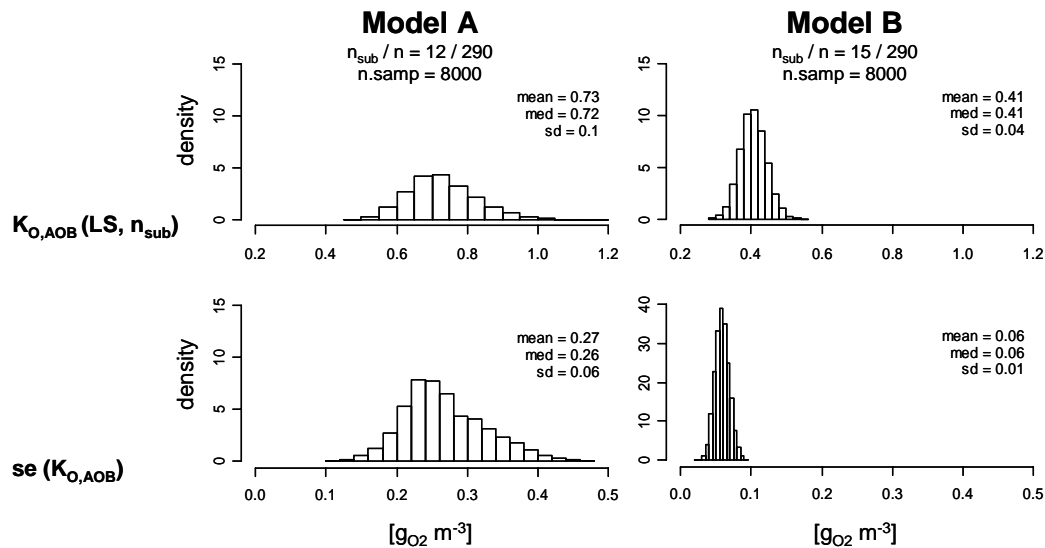 Model A
n_sub / n = 12 / 290
n.samp = 8000
Model B
n_sub / n = 15 / 290
n.samp = 8000
K_O,AOB (LS, n_sub)
density
0 5 10 15
mean = 0.73
med = 0.72
sd = 0.1
0.2 0.4 0.6 0.8 1.0 1.2
0 5 10 15
mean = 0.41
med = 0.41
sd = 0.04
0.2 0.4 0.6 0.8 1.0 1.2
se (K_O,AOB)
density
0 5 10 15
mean = 0.27
med = 0.26
sd = 0.06
0.0 0.1 0.2 0.3 0.4 0.5
[g_O2 m^-3]
0 10 20 30 40
mean = 0.06
med = 0.06
sd = 0.01
0.0 0.1 0.2 0.3 0.4 0.5
[g_O2 m^-3]